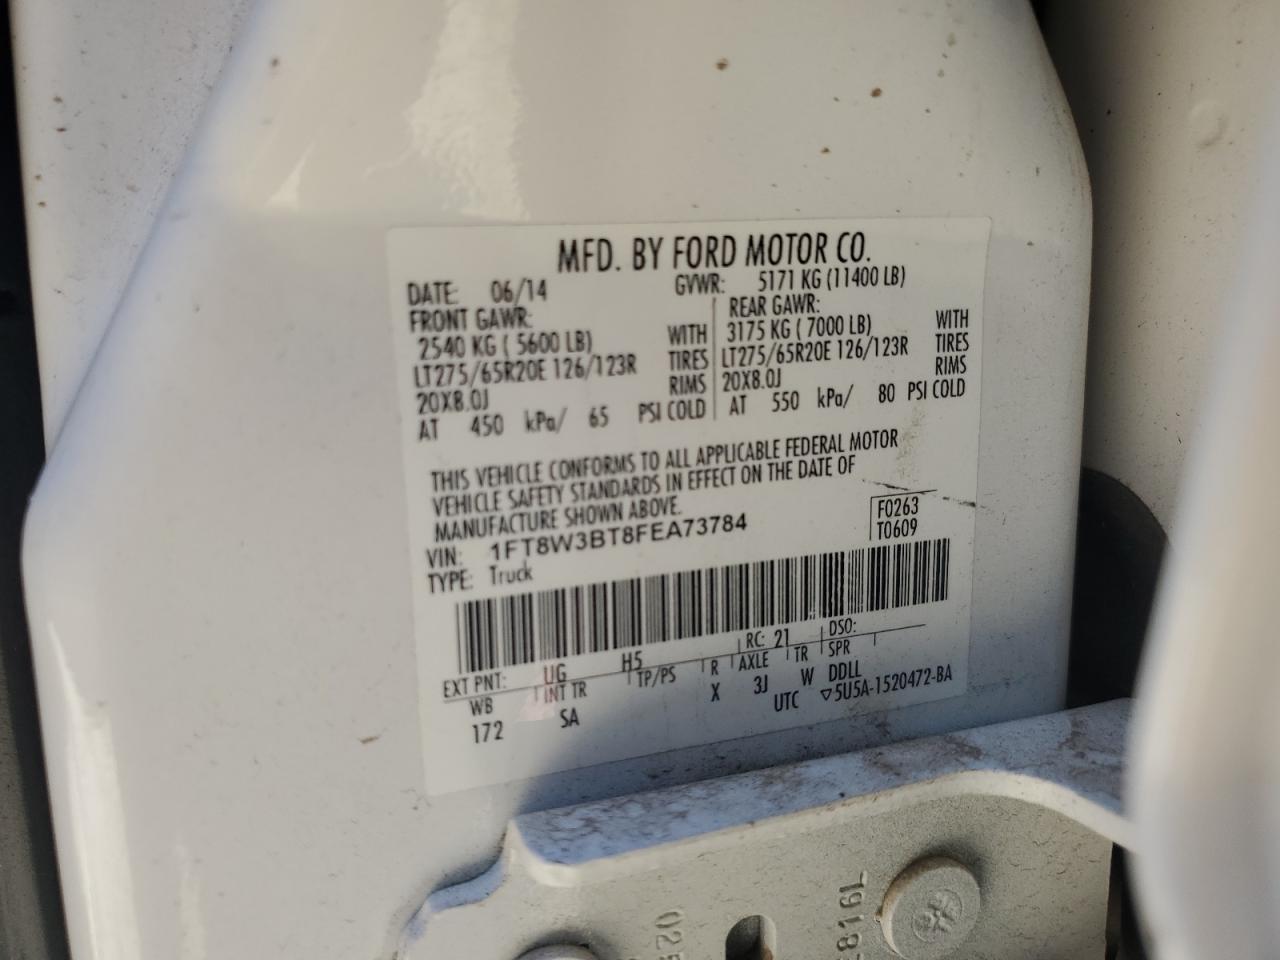 MFD. BY FORD MOTOR CO.
DATE: 06/14 GVWR: 5171 KG (11400 LB)
FRONT GAWR: REAR GAWR:
2540 KG ( 5600 LB) WITH 3175 KG ( 7000 LB) WITH
LT275/65R20E 126/123R TIRES LT275/65R20E 126/123R TIRES
20X8.0J RIMS 20X8.0J RIMS
AT 450 kPa/ 65 PSI COLD AT 550 kPa/ 80 PSI COLD
THIS VEHICLE CONFORMS TO ALL APPLICABLE FEDERAL MOTOR
VEHICLE SAFETY STANDARDS IN EFFECT ON THE DATE OF
MANUFACTURE SHOWN ABOVE.
F0263
VIN: 1FT8W3BT8FEA73784 T0609
TYPE: Truck
EXT PNT: UG H5 RC: 21 DSO:
WB INT TR TP/PS R AXLE TR SPR
172 SA X 3J W DDLL
UTC ▽5U5A-1520472-BA